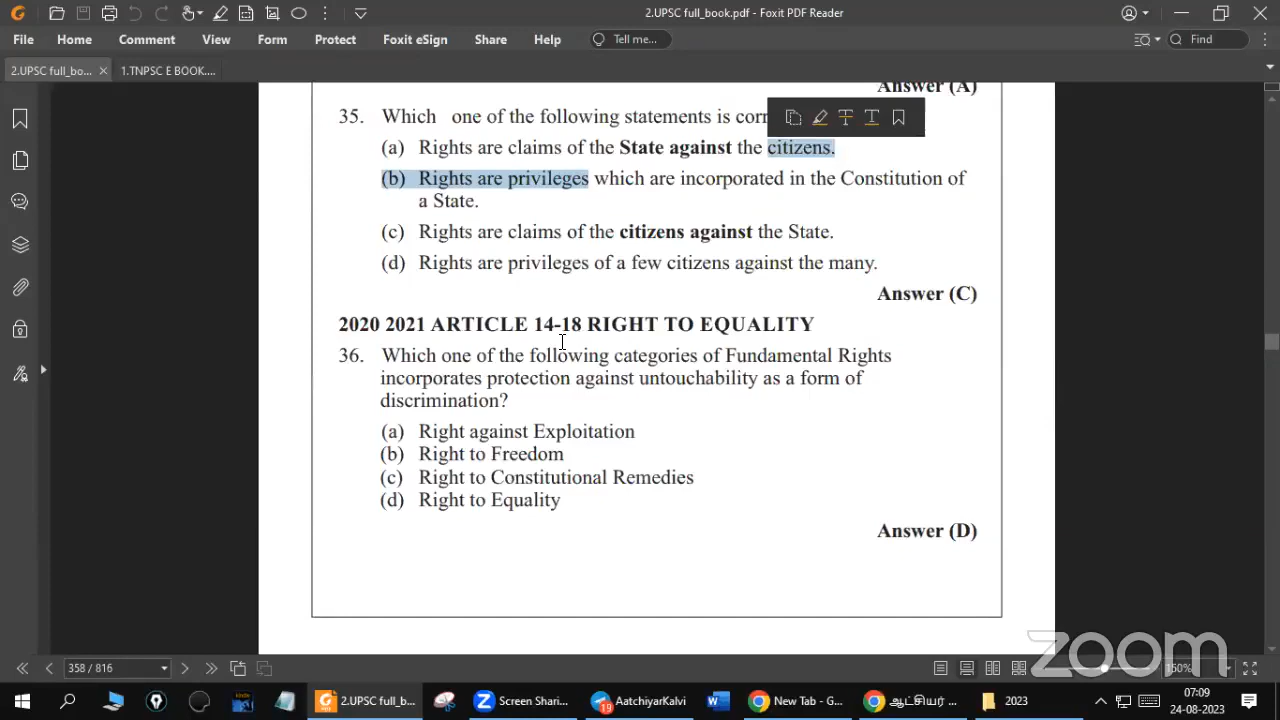 2.UPSC full_book.pdf - Foxit PDF Reader
File Home Comment View Form Protect Foxit eSign Share Help Tell me... Find
2.UPSC full_bo... 1.TNPSC E BOOK....
Answer (A)
35. Which one of the following statements is corr
(a) Rights are claims of the State against the citizens.
(b) Rights are privileges which are incorporated in the Constitution of
a State.
(c) Rights are claims of the citizens against the State.
(d) Rights are privileges of a few citizens against the many.
Answer (C)
2020 2021 ARTICLE 14-18 RIGHT TO EQUALITY
36. Which one of the following categories of Fundamental Rights
incorporates protection against untouchability as a form of
discrimination?
(a) Right against Exploitation
(b) Right to Freedom
(c) Right to Constitutional Remedies
(d) Right to Equality
Answer (D)
zoom
358 / 816 150%
2.UPSC full_b... Screen Shari... 19 AatchiyarKalvi New Tab - G... ஆட்சியர் ... 2023 07:09
24-08-2023